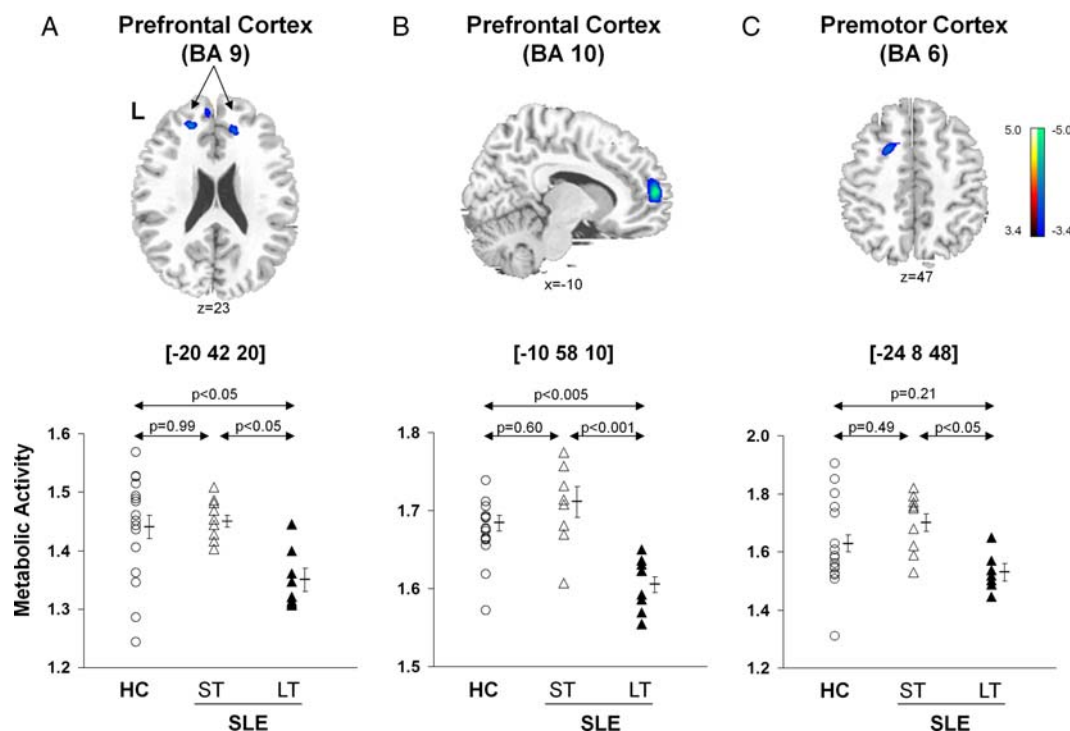 A Prefrontal Cortex (BA 9)
B Prefrontal Cortex (BA 10)
C Premotor Cortex (BA 6)
L
5.0 -5.0
3.4 -3.4
z=23
x=-10
z=47
[-20 42 20]
[-10 58 10]
[-24 8 48]
p<0.05
p=0.99 p<0.05
p<0.005
p=0.60 p<0.001
p=0.21
p=0.49 p<0.05
Metabolic Activity
1.6
1.5
1.4
1.3
1.2
HC ST LT
SLE
1.8
1.7
1.6
1.5
HC ST LT
SLE
2.0
1.8
1.6
1.4
1.2
HC ST LT
SLE